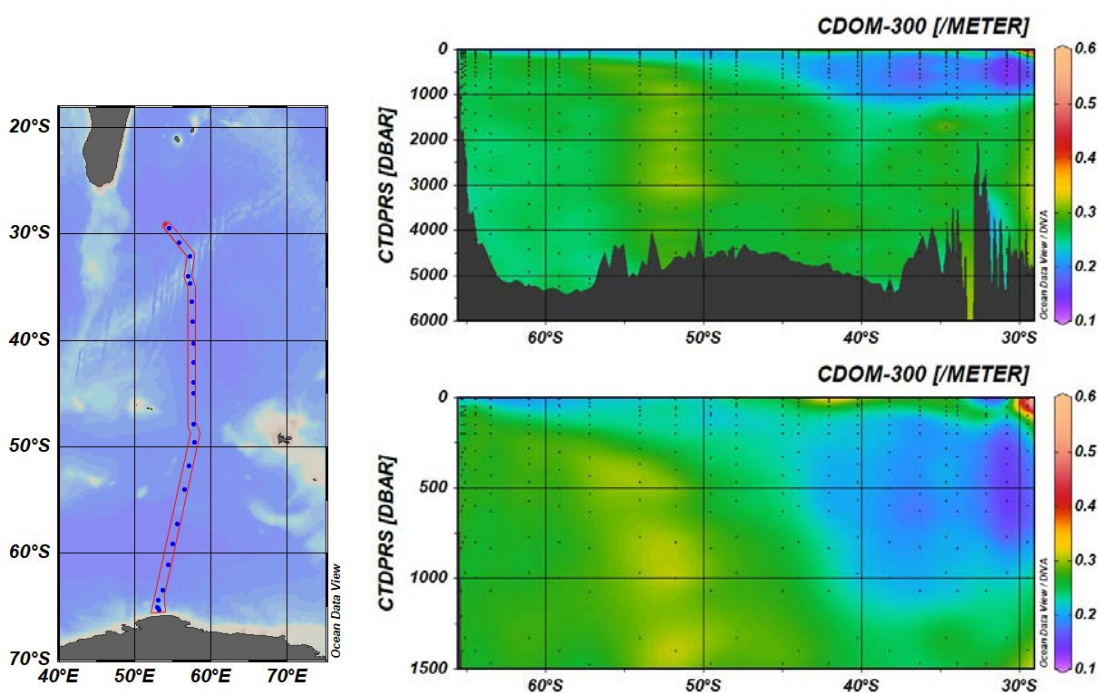 20°S
30°S
40°S
50°S
60°S
70°S
40°E
50°E
60°E
70°E
Ocean Data View
CDOM-300 [/METER]
CTDPRS [DBAR]
0
1000
2000
3000
4000
5000
6000
60°S
50°S
40°S
30°S
Ocean Data View / DIVA
0.6
0.5
0.4
0.3
0.2
0.1
CDOM-300 [/METER]
CTDPRS [DBAR]
0
500
1000
1500
60°S
50°S
40°S
30°S
Ocean Data View / DIVA
0.6
0.5
0.4
0.3
0.2
0.1